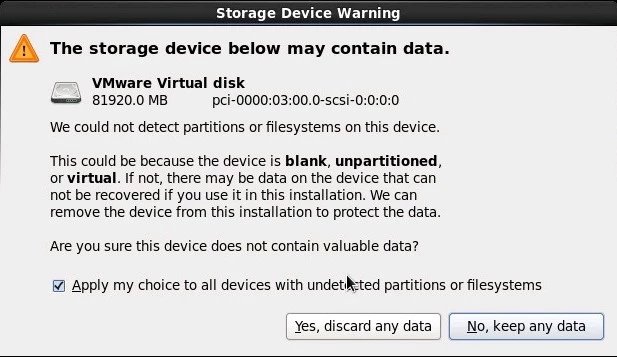 Storage Device Warning
The storage device below may contain data.
VMware Virtual disk
81920.0 MB pci-0000:03:00.0-scsi-0:0:0:0
We could not detect partitions or filesystems on this device.
This could be because the device is blank, unpartitioned,
or virtual. If not, there may be data on the device that can
not be recovered if you use it in this installation. We can
remove the device from this installation to protect the data.
Are you sure this device does not contain valuable data?
Apply my choice to all devices with undetected partitions or filesystems
Yes, discard any data
No, keep any data